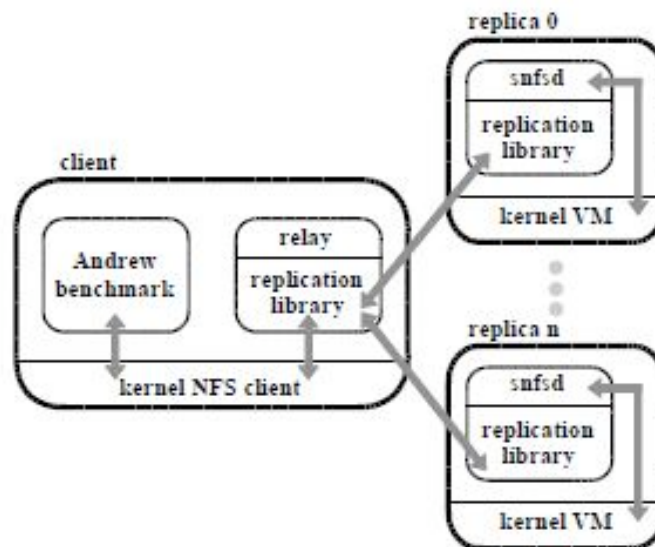 replica 0
snfsd
replication
library
kernel VM
client
Andrew
benchmark
relay
replication
library
kernel NFS client
replica n
snfsd
replication
library
kernel VM